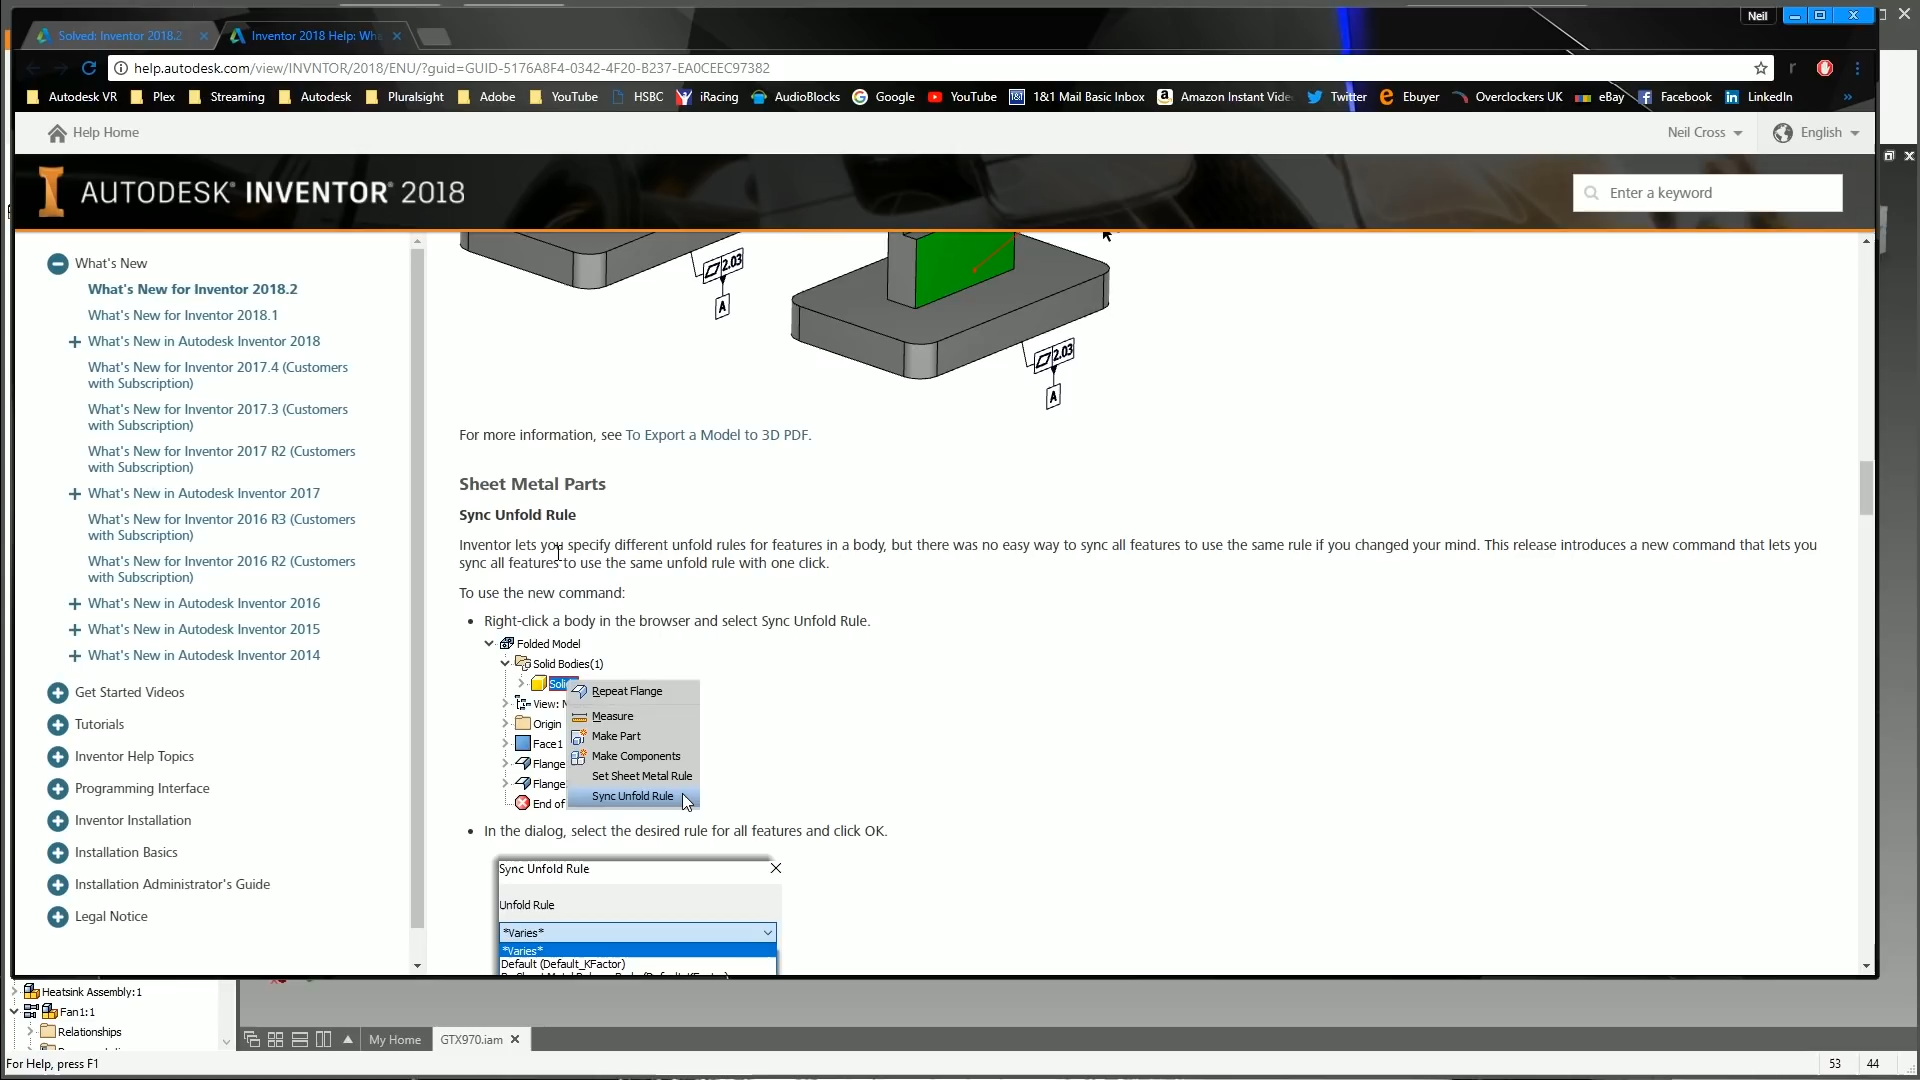 Neil
Solved: Inventor 2018.2
Inventor 2018 Help: Wha
help.autodesk.com/view/INVNTOR/2018/ENU/?guid=GUID-5176A8F4-0342-4F20-B237-EA0CEEC97382
Autodesk VR
Plex
Streaming
Autodesk
Pluralsight
Adobe
YouTube
HSBC
iRacing
AudioBlocks
Google
YouTube
1&1 Mail Basic Inbox
Amazon Instant Vide
Twitter
Ebuyer
Overclockers UK
eBay
Facebook
LinkedIn
»
Help Home
Neil Cross
English
AUTODESK® INVENTOR® 2018
Enter a keyword
What's New
What's New for Inventor 2018.2
What's New for Inventor 2018.1
What's New in Autodesk Inventor 2018
What's New for Inventor 2017.4 (Customers
with Subscription)
What's New for Inventor 2017.3 (Customers
with Subscription)
What's New for Inventor 2017 R2 (Customers
with Subscription)
What's New in Autodesk Inventor 2017
What's New for Inventor 2016 R3 (Customers
with Subscription)
What's New for Inventor 2016 R2 (Customers
with Subscription)
What's New in Autodesk Inventor 2016
What's New in Autodesk Inventor 2015
What's New in Autodesk Inventor 2014
Get Started Videos
Tutorials
Inventor Help Topics
Programming Interface
Inventor Installation
Installation Basics
Installation Administrator's Guide
Legal Notice
2.03
A
2.03
A
For more information, see To Export a Model to 3D PDF.
Sheet Metal Parts
Sync Unfold Rule
Inventor lets you specify different unfold rules for features in a body, but there was no easy way to sync all features to use the same rule if you changed your mind. This release introduces a new command that lets you
sync all features to use the same unfold rule with one click.
To use the new command:
• Right-click a body in the browser and select Sync Unfold Rule.
Folded Model
Solid Bodies(1)
Soli
View: M
Origin
Face1
Flange
Flange
End of
Repeat Flange
Measure
Make Part
Make Components
Set Sheet Metal Rule
Sync Unfold Rule
• In the dialog, select the desired rule for all features and click OK.
Sync Unfold Rule
Unfold Rule
*Varies*
*Varies*
Default (Default_KFactor)
Heatsink Assembly:1
Fan1:1
Relationships
My Home
GTX970.iam
For Help, press F1
53
44